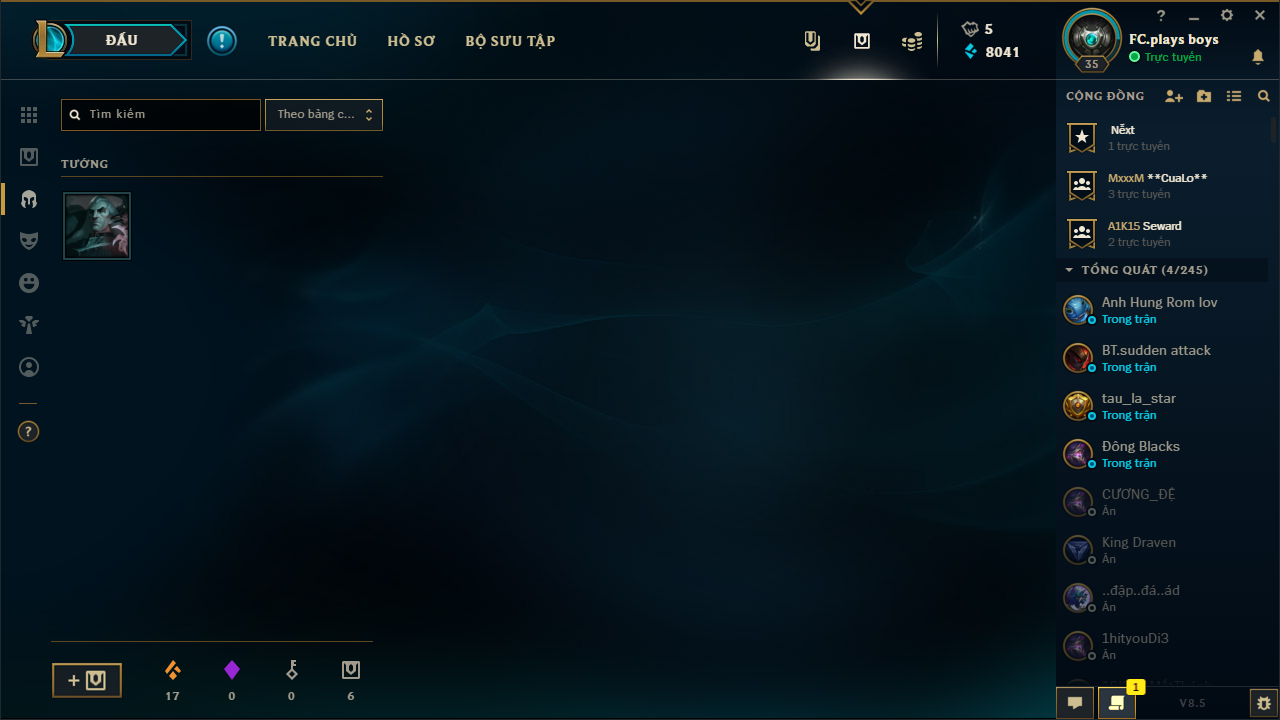 ĐẤU
!
TRANG CHỦ
HỒ SƠ
BỘ SƯU TẬP
5
8041
?
35
FC.plays boys
Trực tuyến
Tìm kiếm
Theo bảng c...
TƯỚNG
?
17
0
0
6
CỘNG ĐỒNG
Nễxt
1 trực tuyến
MxxxM **CuaLo**
3 trực tuyến
A1K15 Seward
2 trực tuyến
TỔNG QUÁT (4/245)
Anh Hung Rom lov
Trong trận
BT.sudden attack
Trong trận
tau_la_star
Trong trận
Đông Blacks
Trong trận
CƯƠNG_ĐỆ
Ẩn
King Draven
Ẩn
..đập..đá..ád
Ẩn
1hityouDi3
Ẩn
1
V8.5